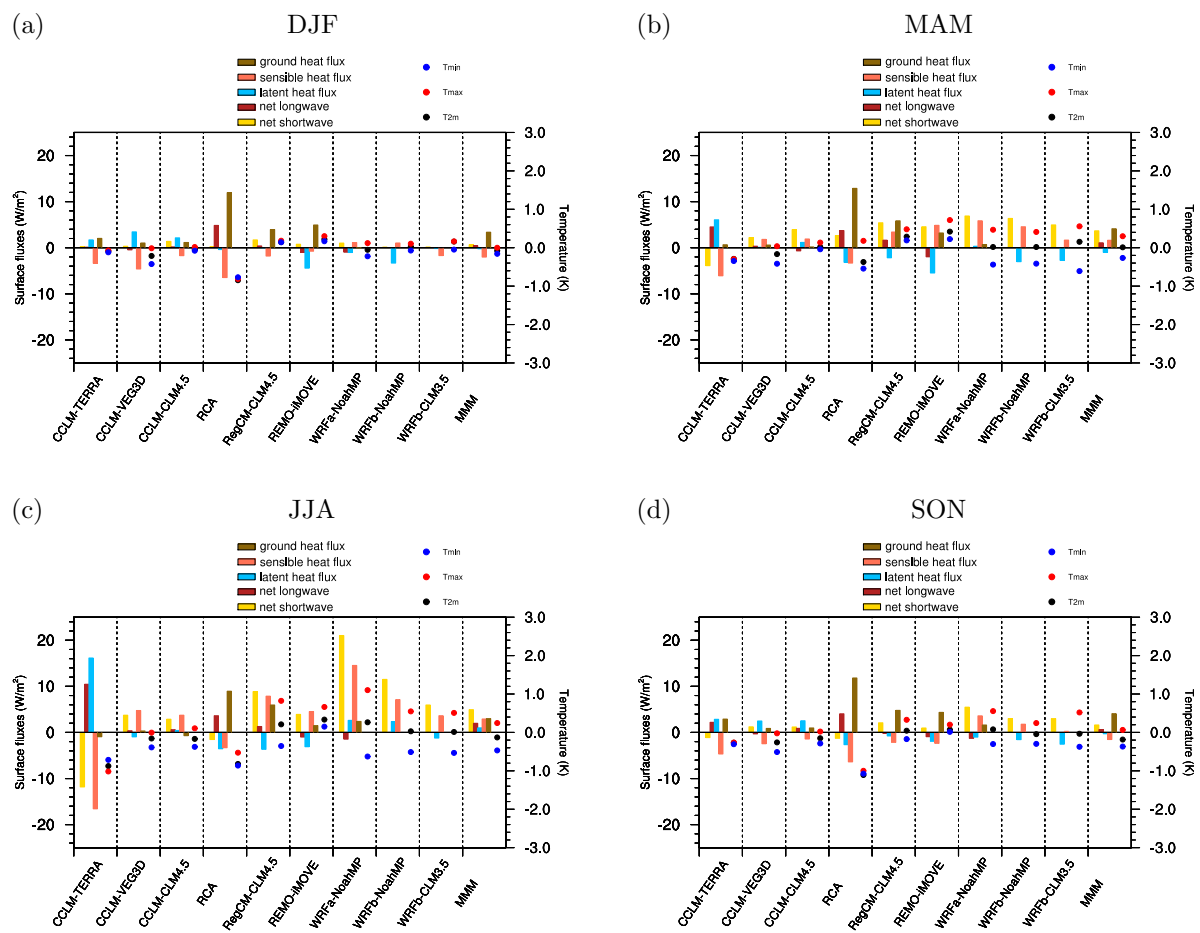 (a)
DJF
ground heat flux
sensible heat flux
latent heat flux
net longwave
net shortwave
Tmin
Tmax
T2m
Surface fluxes (W/m²)
20
10
0
-10
-20
3.0
2.0
1.0
0.0
-1.0
-2.0
-3.0
Temperature (K)
CCLM-TERRA
CCLM-VEG3D
CCLM-CLM4.5
RCA
RegCM-CLM4.5
REMO-iMOVE
WRFa-NoahMP
WRFb-NoahMP
WRFb-CLM3.5
MMM
(b)
MAM
ground heat flux
sensible heat flux
latent heat flux
net longwave
net shortwave
Tmin
Tmax
T2m
Surface fluxes (W/m²)
20
10
0
-10
-20
3.0
2.0
1.0
0.0
-1.0
-2.0
-3.0
Temperature (K)
CCLM-TERRA
CCLM-VEG3D
CCLM-CLM4.5
RCA
RegCM-CLM4.5
REMO-iMOVE
WRFa-NoahMP
WRFb-NoahMP
WRFb-CLM3.5
MMM
(c)
JJA
ground heat flux
sensible heat flux
latent heat flux
net longwave
net shortwave
Tmin
Tmax
T2m
Surface fluxes (W/m²)
20
10
0
-10
-20
3.0
2.0
1.0
0.0
-1.0
-2.0
-3.0
Temperature (K)
CCLM-TERRA
CCLM-VEG3D
CCLM-CLM4.5
RCA
RegCM-CLM4.5
REMO-iMOVE
WRFa-NoahMP
WRFb-NoahMP
WRFb-CLM3.5
MMM
(d)
SON
ground heat flux
sensible heat flux
latent heat flux
net longwave
net shortwave
Tmin
Tmax
T2m
Surface fluxes (W/m²)
20
10
0
-10
-20
3.0
2.0
1.0
0.0
-1.0
-2.0
-3.0
Temperature (K)
CCLM-TERRA
CCLM-VEG3D
CCLM-CLM4.5
RCA
RegCM-CLM4.5
REMO-iMOVE
WRFa-NoahMP
WRFb-NoahMP
WRFb-CLM3.5
MMM